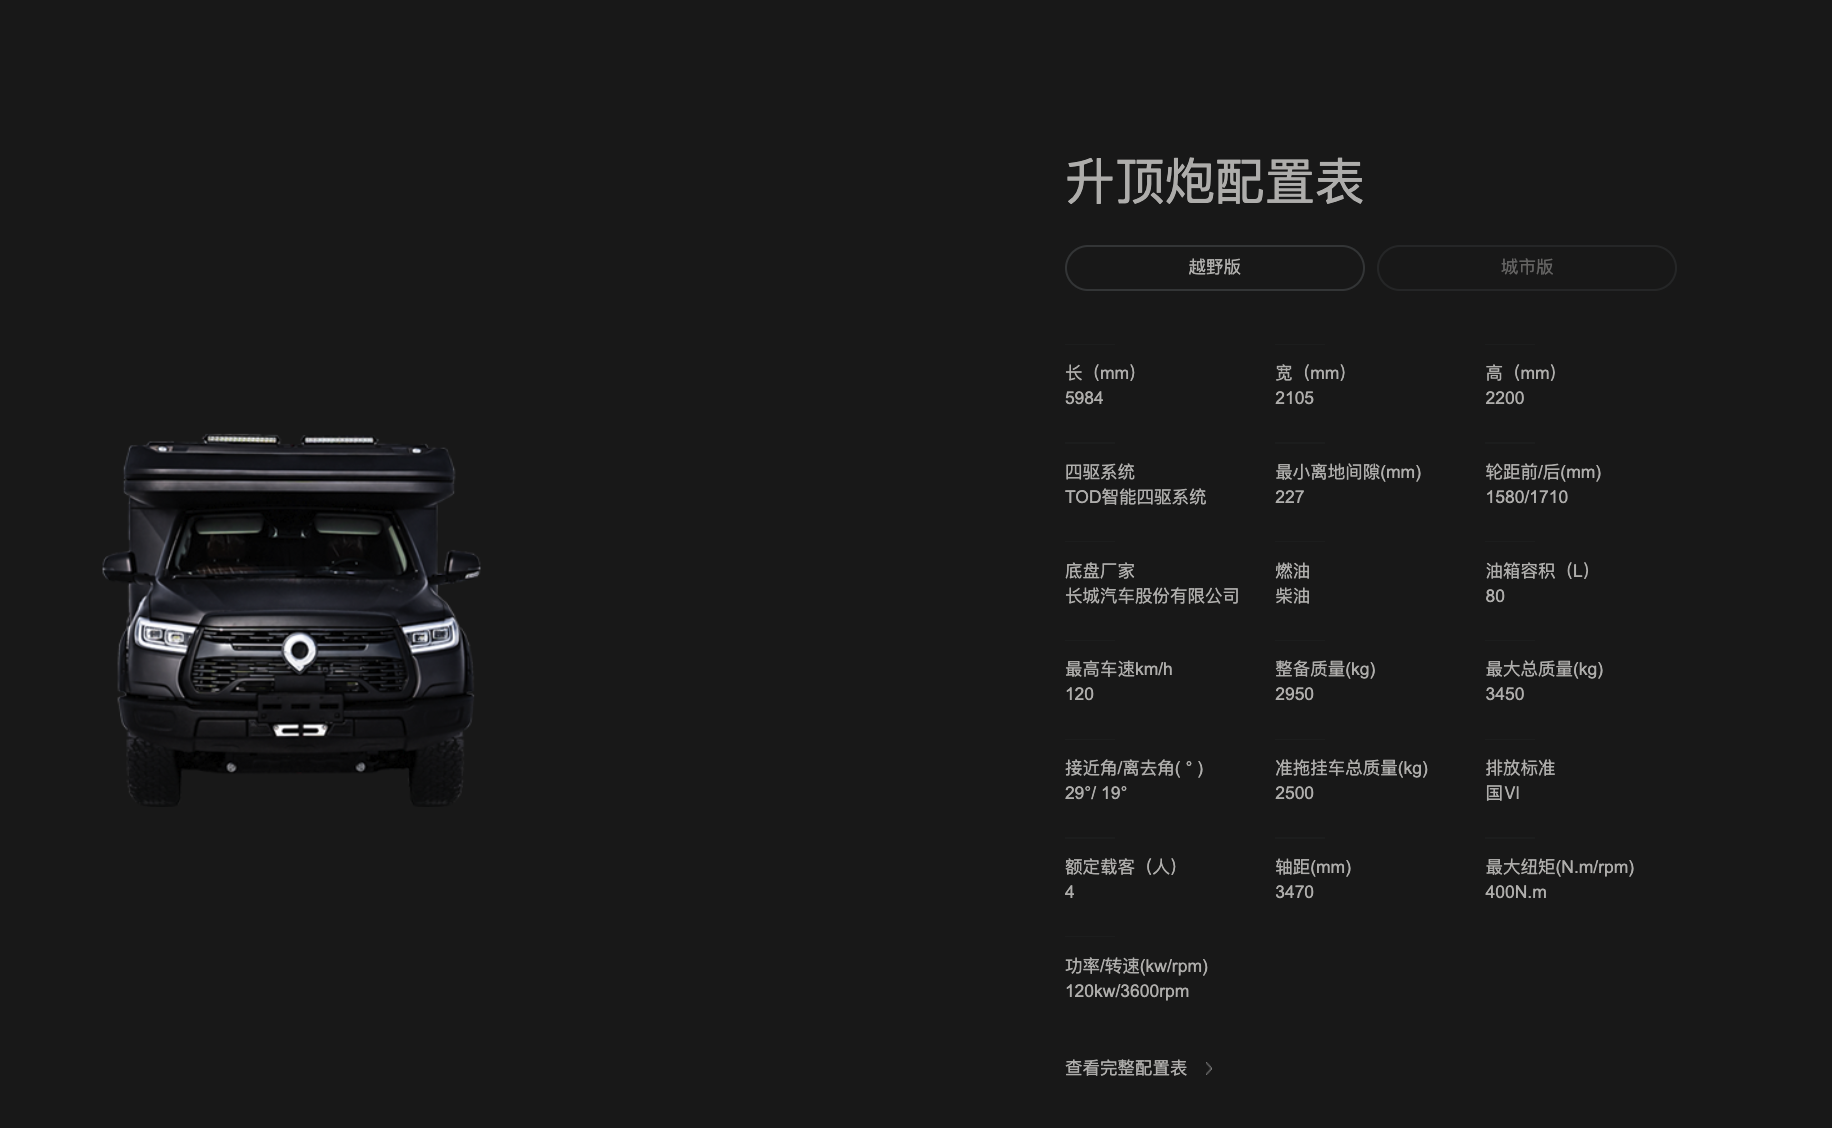 升顶炮配置表
越野版
城市版
长（mm）
5984
宽（mm）
2105
高（mm）
2200
四驱系统
TOD智能四驱系统
最小离地间隙(mm)
227
轮距前/后(mm)
1580/1710
底盘厂家
长城汽车股份有限公司
燃油
柴油
油箱容积（L）
80
最高车速km/h
120
整备质量(kg)
2950
最大总质量(kg)
3450
接近角/离去角( ° )
29°/ 19°
准拖挂车总质量(kg)
2500
排放标准
国VI
额定载客（人）
4
轴距(mm)
3470
最大纽矩(N.m/rpm)
400N.m
功率/转速(kw/rpm)
120kw/3600rpm
查看完整配置表